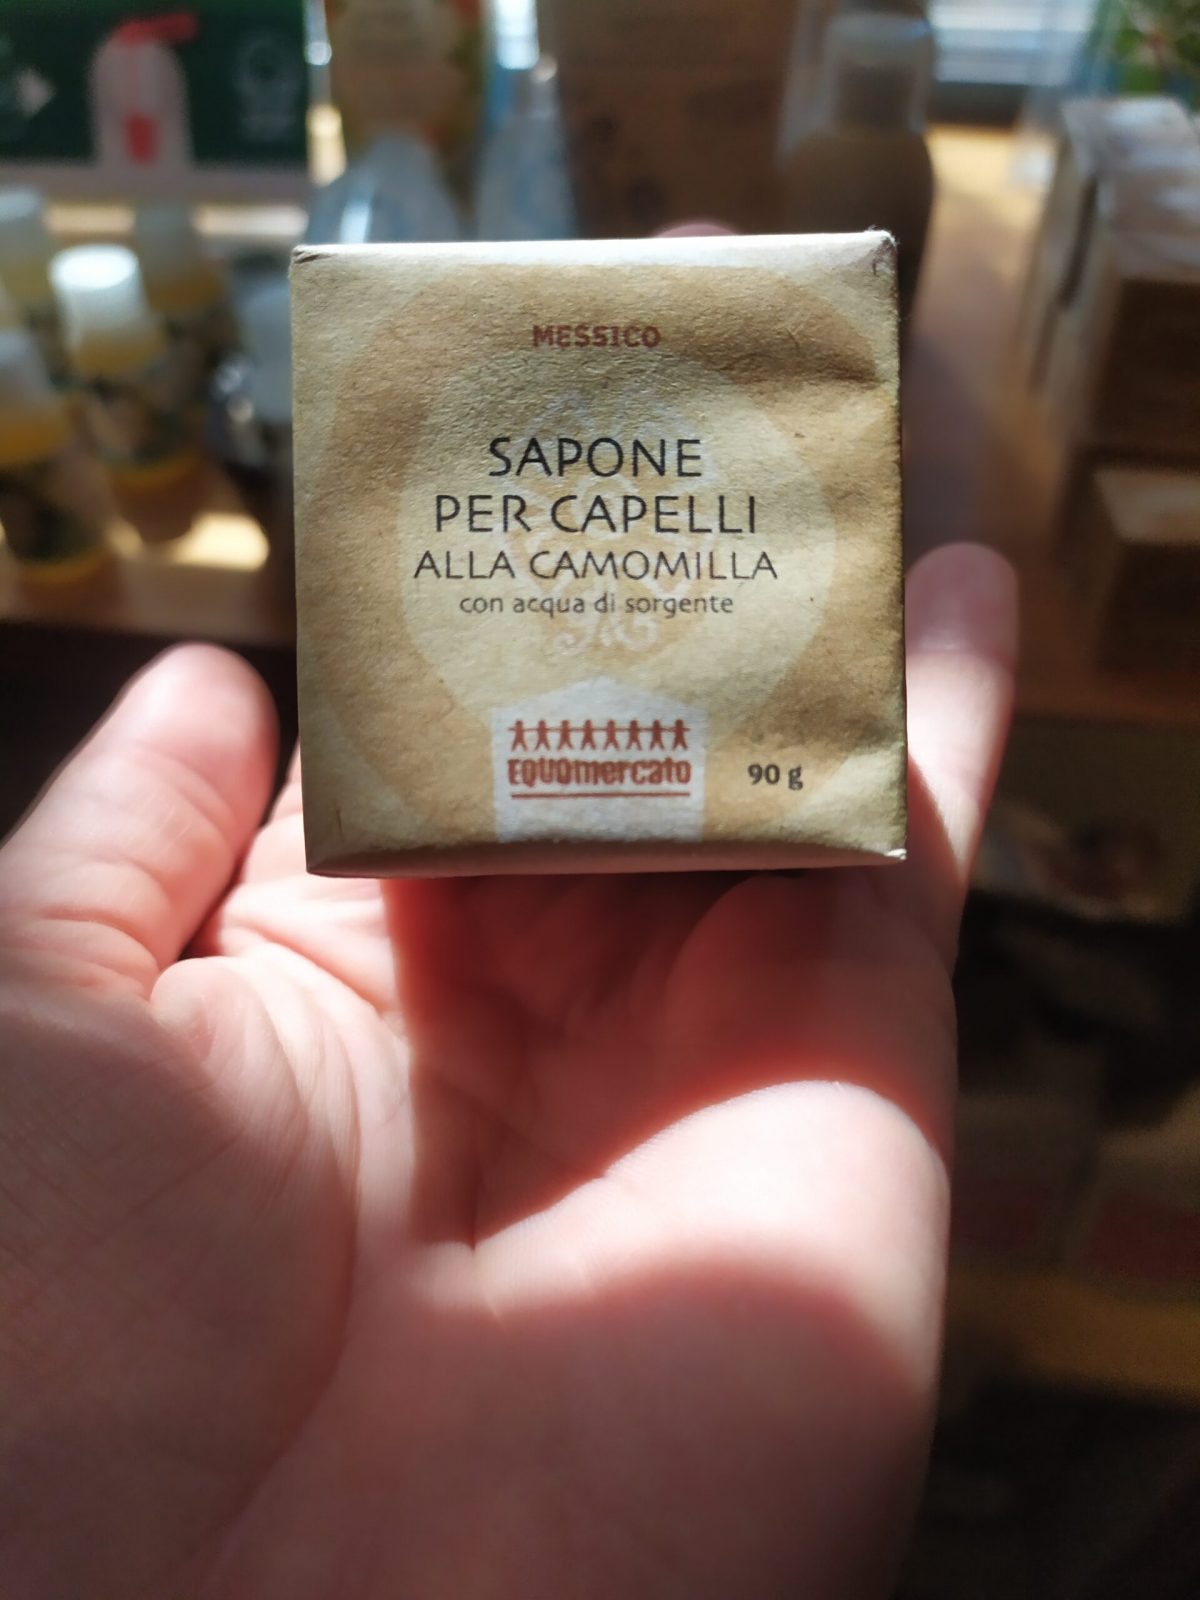 MESSICO
SAPONE
PER CAPELLI
ALLA CAMOMILLA
con acqua di sorgente
EQUOmercato
90 g